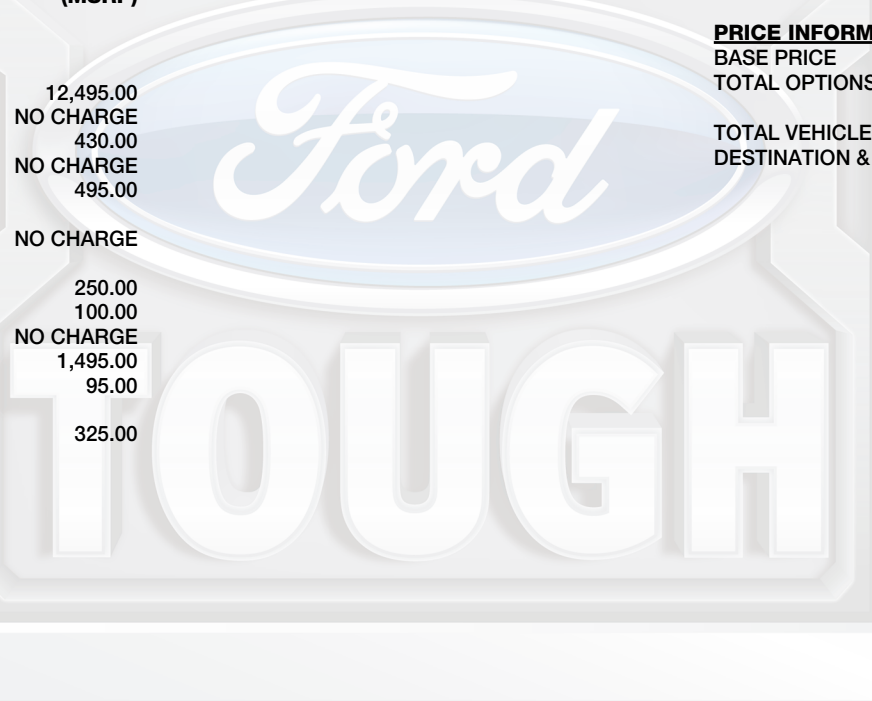 (MSRP)
12,495.00
NO CHARGE
430.00
NO CHARGE
495.00
NO CHARGE
250.00
100.00
NO CHARGE
1,495.00
95.00
325.00
PRICE INFORM
BASE PRICE
TOTAL OPTIONS
TOTAL VEHICLE
DESTINATION &
Ford
TOUGH